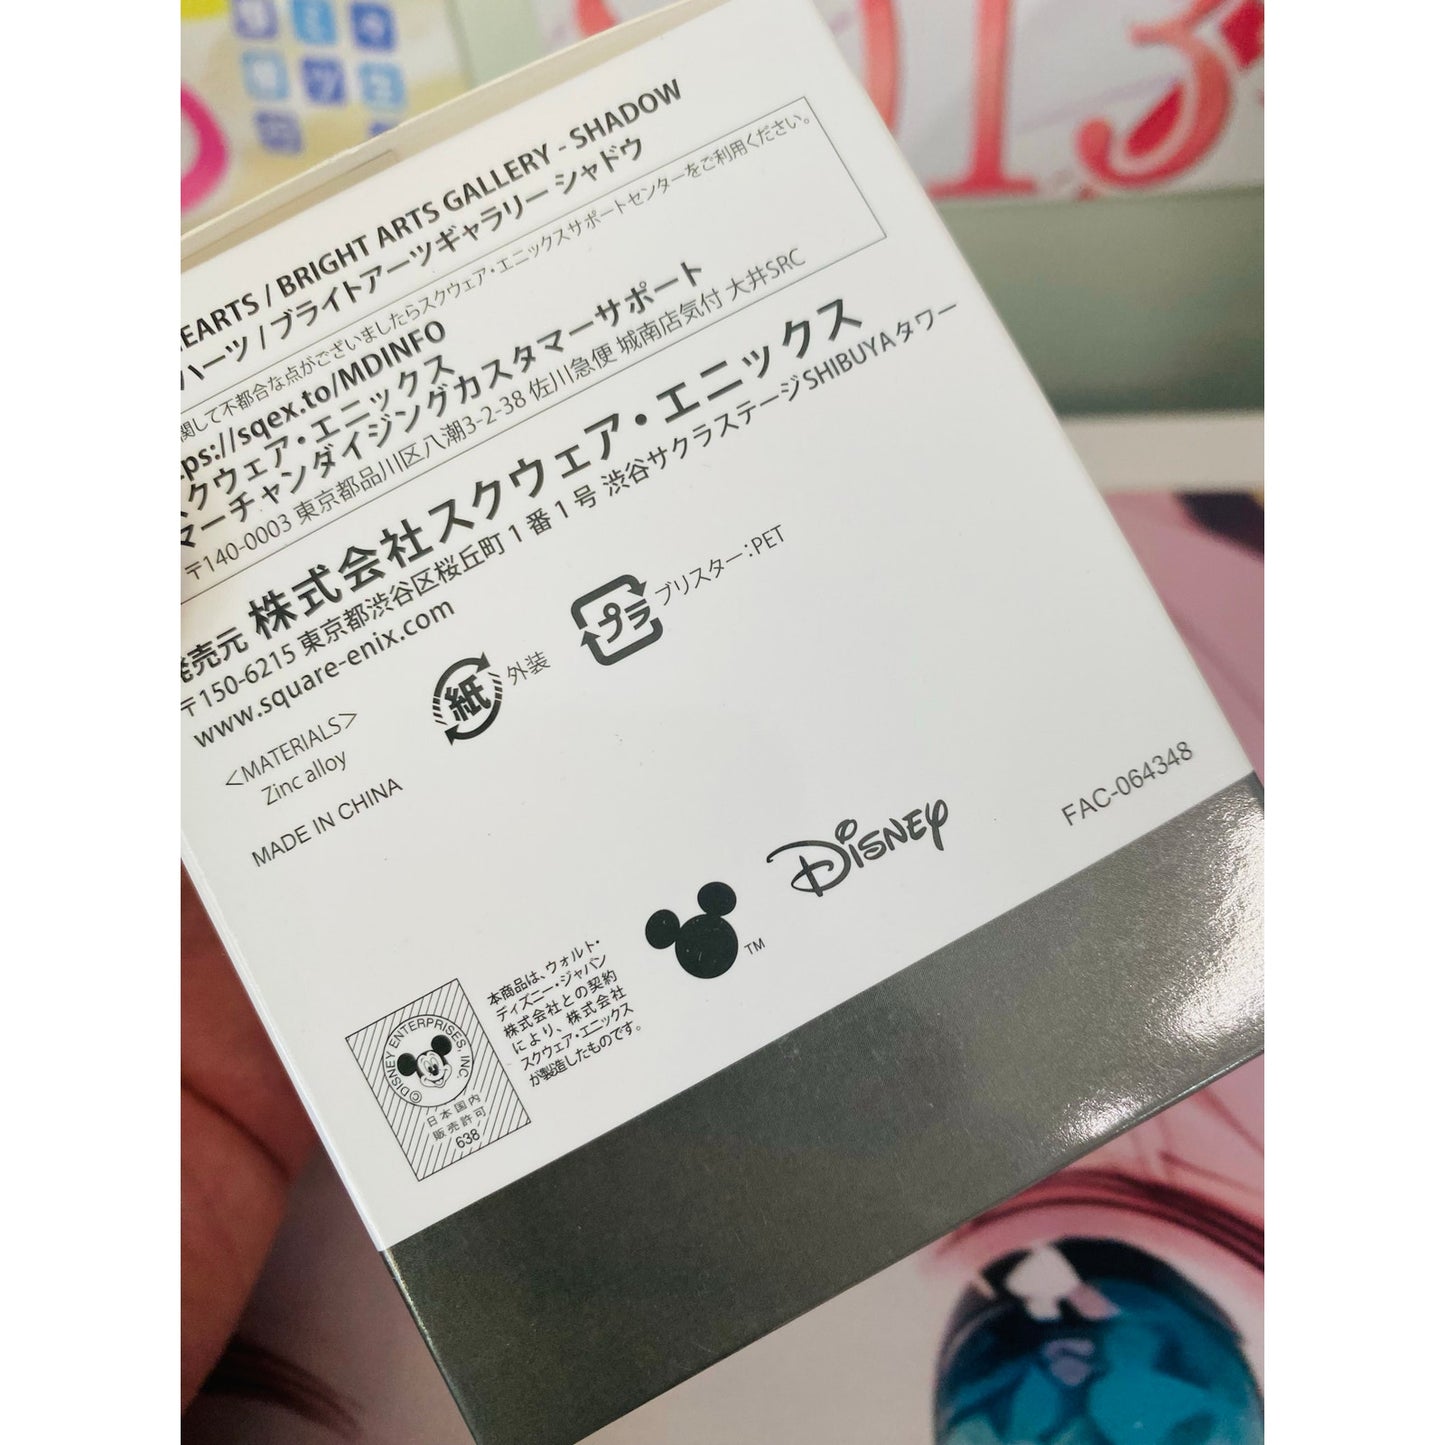 EARTS / BRIGHT ARTS GALLERY - SHADOW
ハーツ / ブライトアーツギャラリー シャドウ
関して不都合な点がございましたらスクウェア・エニックスサポートセンターをご利用ください。
ps://sqex.to/MDINFO
スクウェア・エニックス
マーチャンダイジングカスタマーサポート
〒140-0003 東京都品川区八潮3-2-38 佐川急便 城南店気付 大井SRC
発売元 株式会社スクウェア・エニックス
〒150-6215 東京都渋谷区桜丘町1番1号 渋谷サクラステージSHIBUYAタワー
www.square-enix.com
紙 外装
プラ ブリスター：PET
<MATERIALS>
Zinc alloy
MADE IN CHINA
FAC-064348
Disney
TM
本商品は、ウォルト・
ディズニー・ジャパン
株式会社との契約
により、株式会社
スクウェア・エニックス
が製造したものです。
©DISNEY ENTERPRISES, INC.
日本国内
販売許可
638